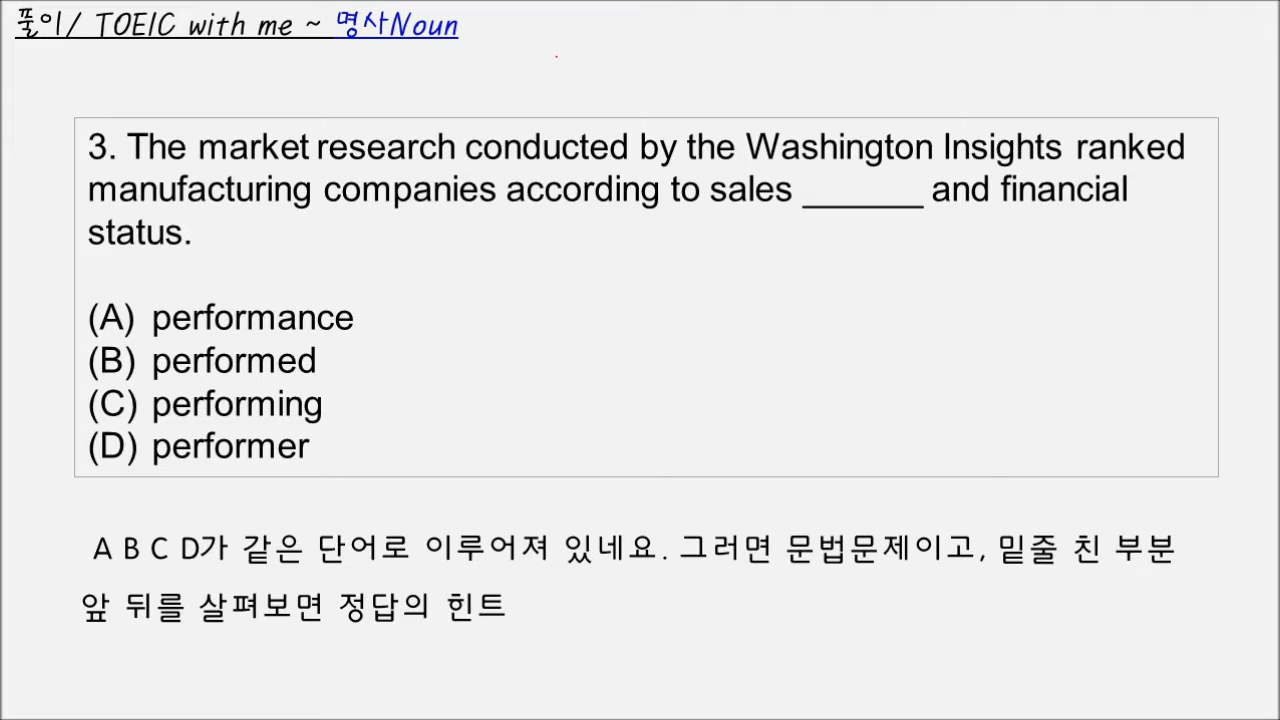 풀이/ TOEIC with me ~ 명사Noun
3. The market research conducted by the Washington Insights ranked
manufacturing companies according to sales ______ and financial
status.
(A) performance
(B) performed
(C) performing
(D) performer
A B C D가 같은 단어로 이루어져 있네요. 그러면 문법문제이고, 밑줄 친 부분
앞 뒤를 살펴보면 정답의 힌트